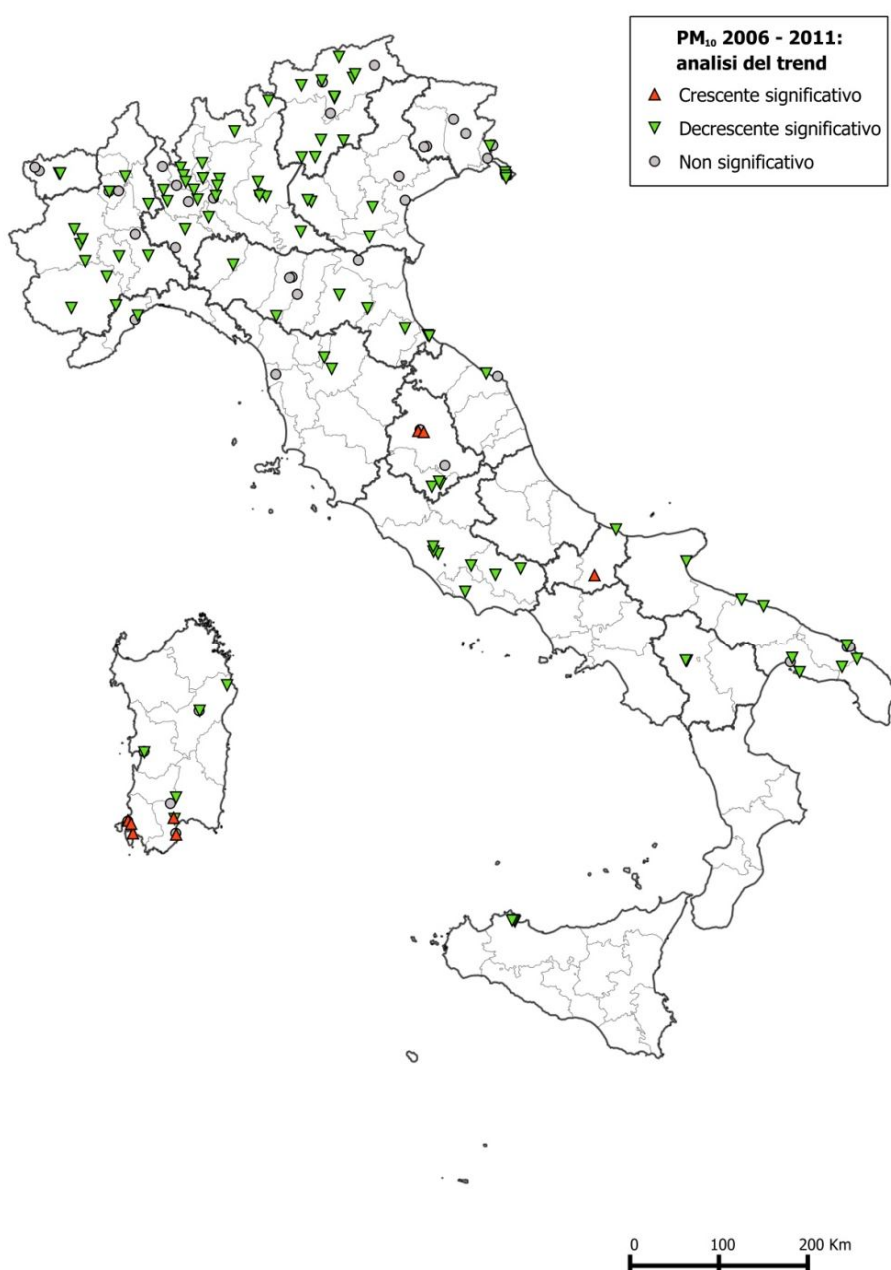 PM₁₀ 2006 - 2011:
analisi del trend
Crescente significativo
Decrescente significativo
Non significativo
0 100 200 Km